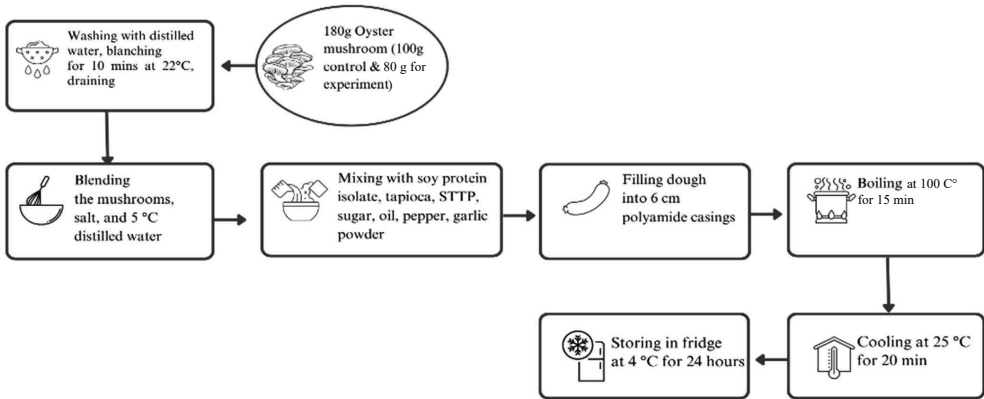 180g Oyster
mushroom (100g
control & 80 g for
experiment)
Washing with distilled
water, blanching
for 10 mins at 22°C,
draining
Blending
the mushrooms,
salt, and 5 °C
distilled water
Mixing with soy protein
isolate, tapioca, STTP,
sugar, oil, pepper, garlic
powder
Filling dough
into 6 cm
polyamide casings
Boiling at 100 C°
for 15 min
Cooling at 25 °C
for 20 min
Storing in fridge
at 4 °C for 24 hours